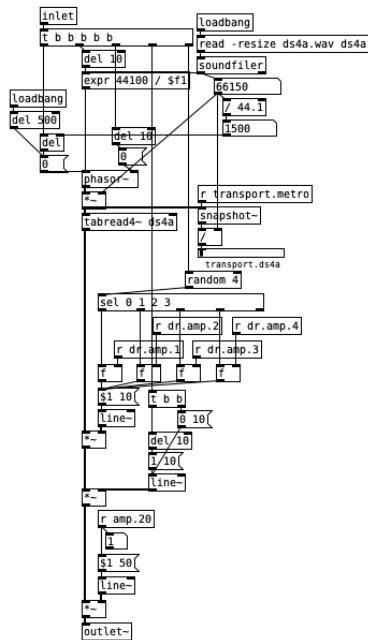 inlet
loadbang
t b b b b b b
read -resize ds4a.wav ds4a
del 10
soundfiler
expr 44100 / $f1
66150
loadbang
/ 44.1
del 500
1500
del
del 10
0
0
phasor~
*~
r transport.metro
tabread4~ ds4a
snapshot~
/
transport.ds4a
random 4
sel 0 1 2 3
r dr.amp.2
r dr.amp.4
r dr.amp.1
r dr.amp.3
f
f
f
f
$1 10
t b b
line~
0 10
*~
del 10
1 10
line~
*~
r amp.20
1
$1 50
line~
*~
outlet~